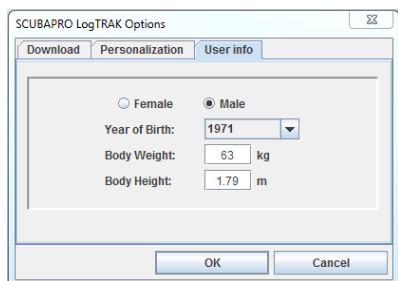 SCUBAPRO LogTRAK Options
Download Personalization User info
Female Male
Year of Birth: 1971
Body Weight: 63 kg
Body Height: 1.79 m
OK Cancel